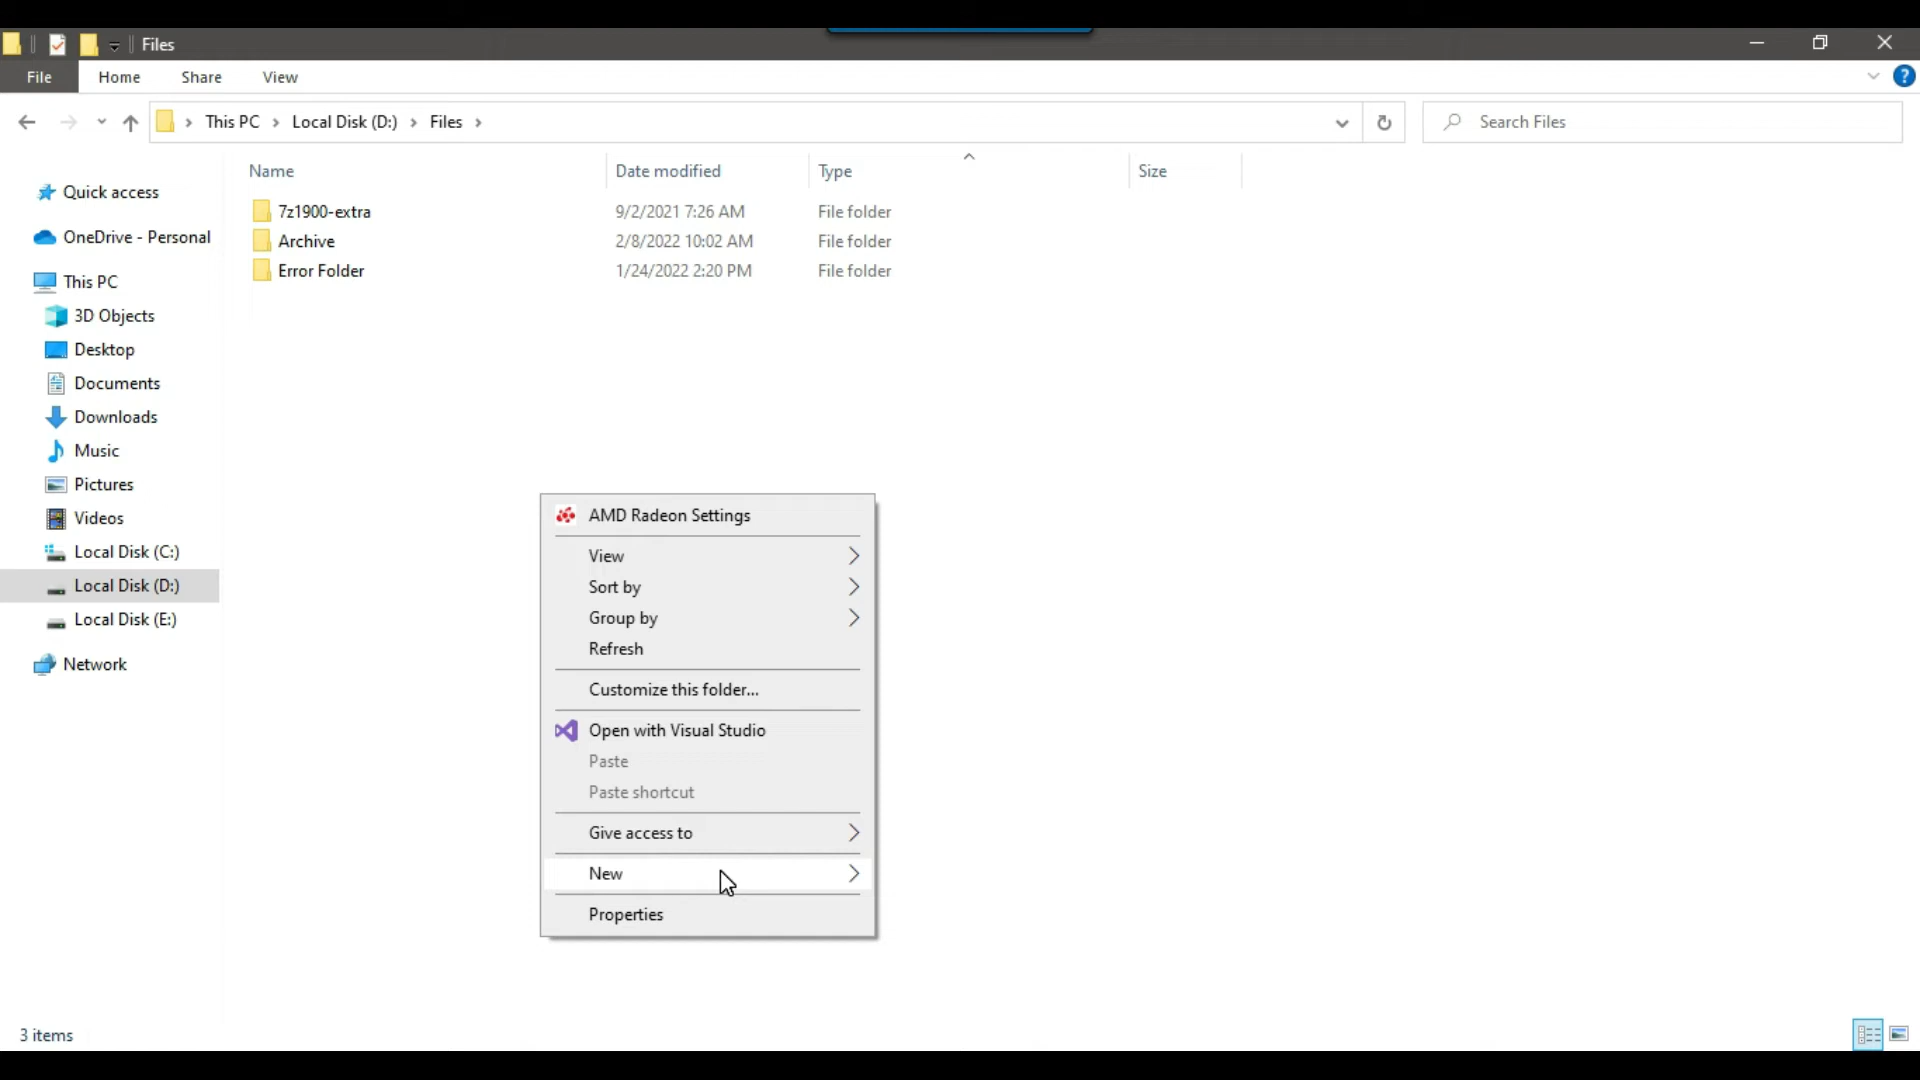 Files
File Home Share View
This PC Local Disk (D:) Files Search Files
Name Date modified Type Size
7z1900-extra 9/2/2021 7:26 AM File folder
Archive 2/8/2022 10:02 AM File folder
Error Folder 1/24/2022 2:20 PM File folder
Quick access
OneDrive - Personal
This PC
3D Objects
Desktop
Documents
Downloads
Music
Pictures
Videos
Local Disk (C:)
Local Disk (D:)
Local Disk (E:)
Network
AMD Radeon Settings
View
Sort by
Group by
Refresh
Customize this folder...
Open with Visual Studio
Paste
Paste shortcut
Give access to
New
Properties
3 items